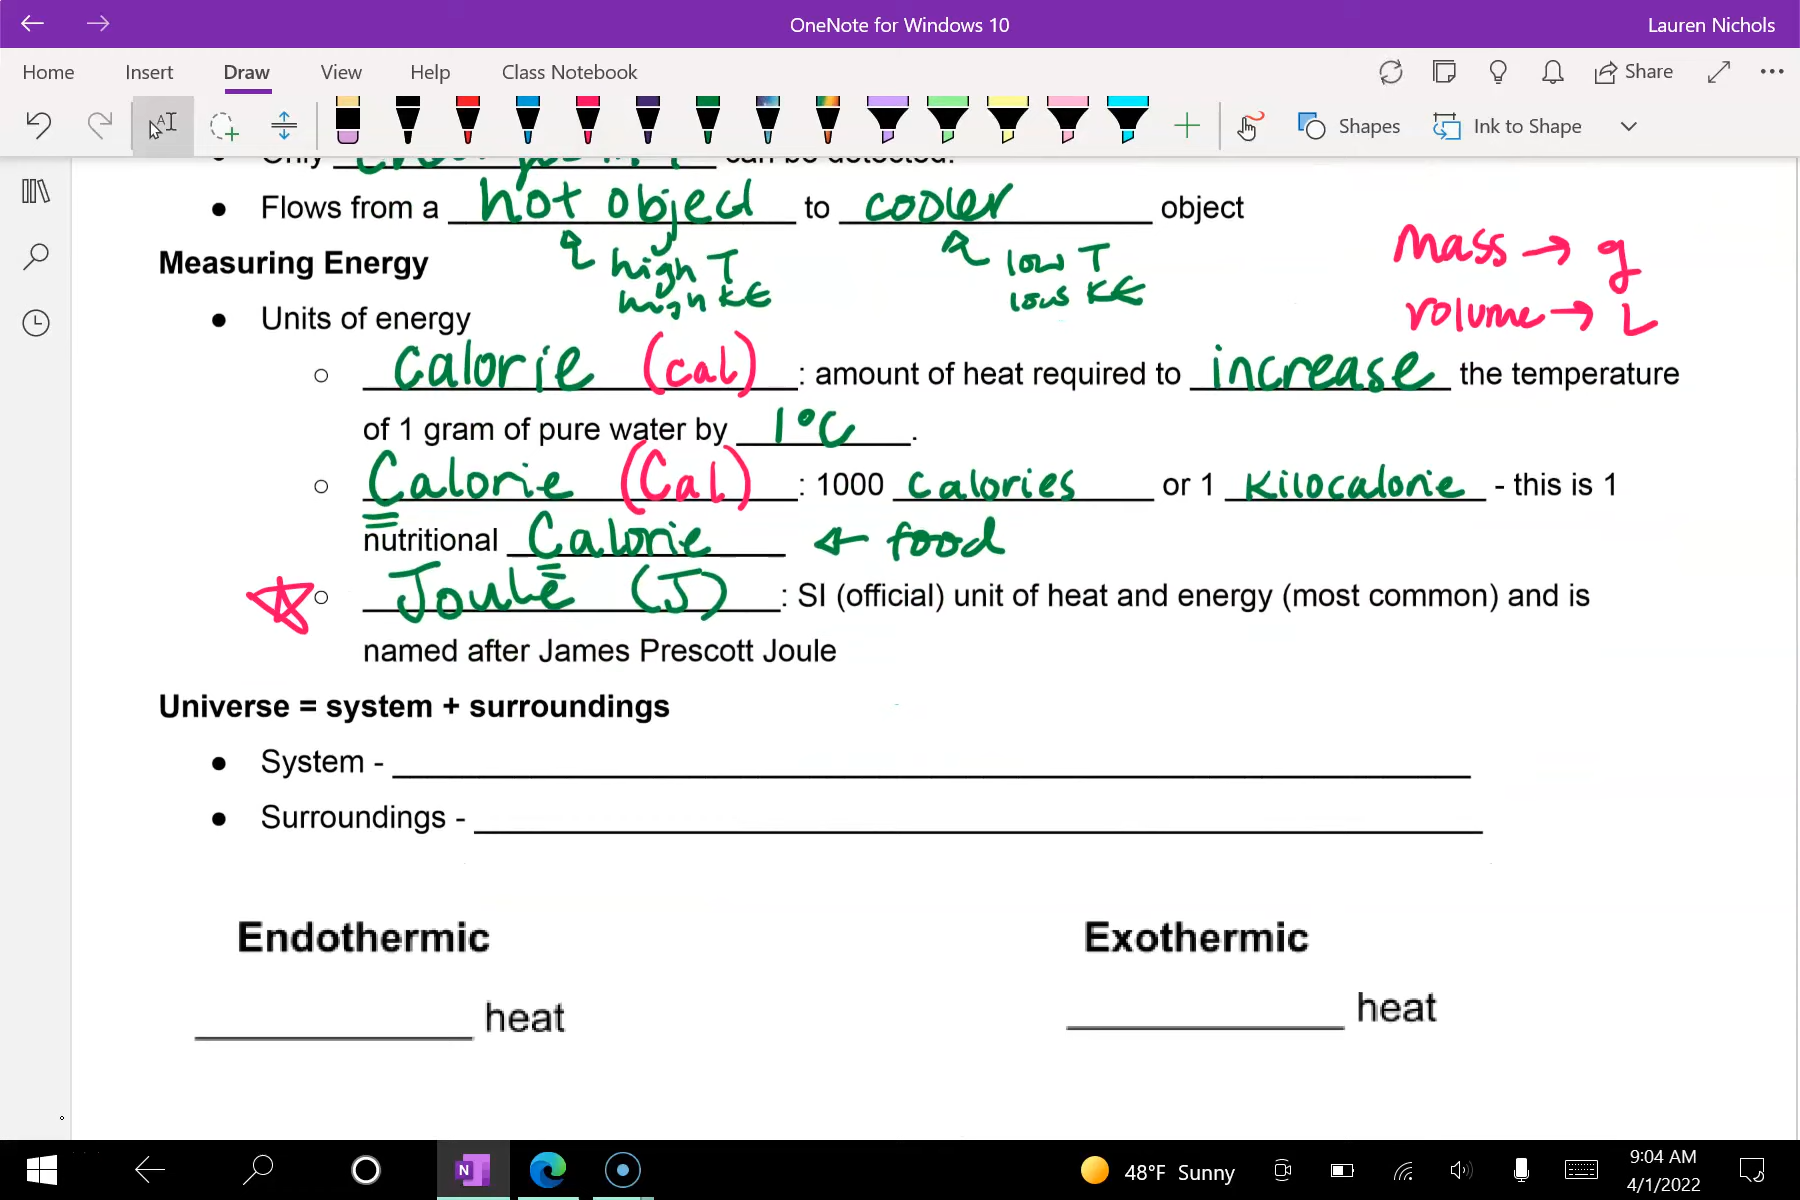 OneNote for Windows 10
Lauren Nichols
Home Insert Draw View Help Class Notebook
Share
Shapes Ink to Shape
Only can be detected.
• Flows from a hot object to cooler object
high T
high KE
low T
low KE
mass → g
volume → L
Measuring Energy
• Units of energy
○ calorie (cal) : amount of heat required to increase the temperature
of 1 gram of pure water by 1°C.
○ Calorie (Cal) : 1000 calories or 1 Kilocalorie - this is 1
nutritional Calorie ← food
○ Joule (J) : SI (official) unit of heat and energy (most common) and is
named after James Prescott Joule
Universe = system + surroundings
• System -
• Surroundings -
Endothermic Exothermic
heat heat
48°F Sunny
9:04 AM
4/1/2022